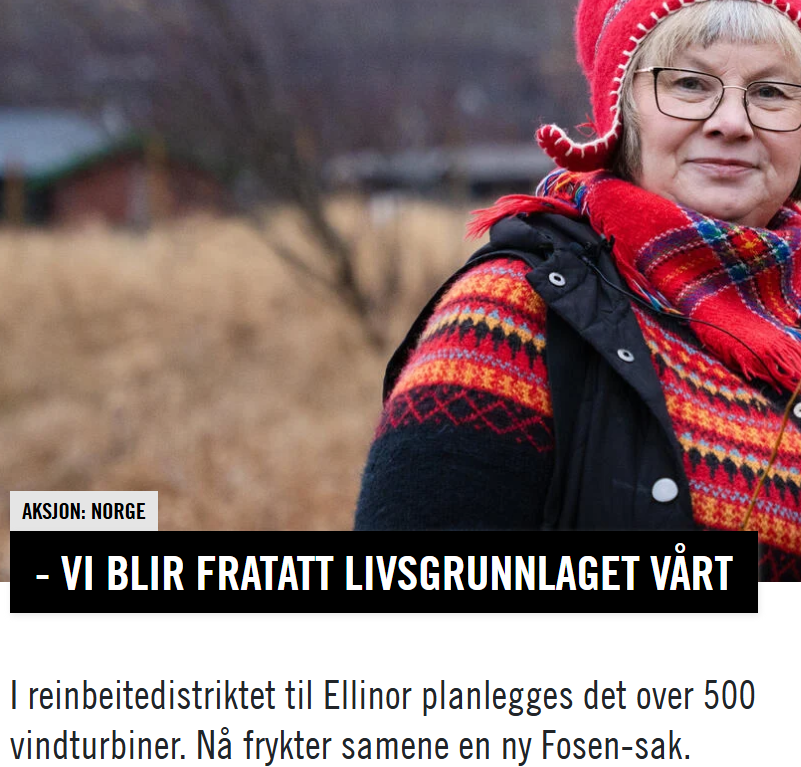 AKSJON: NORGE
- VI BLIR FRATATT LIVSGRUNNLAGET VÅRT
I reinbeitedistriktet til Ellinor planlegges det over 500
vindturbiner. Nå frykter samene en ny Fosen-sak.